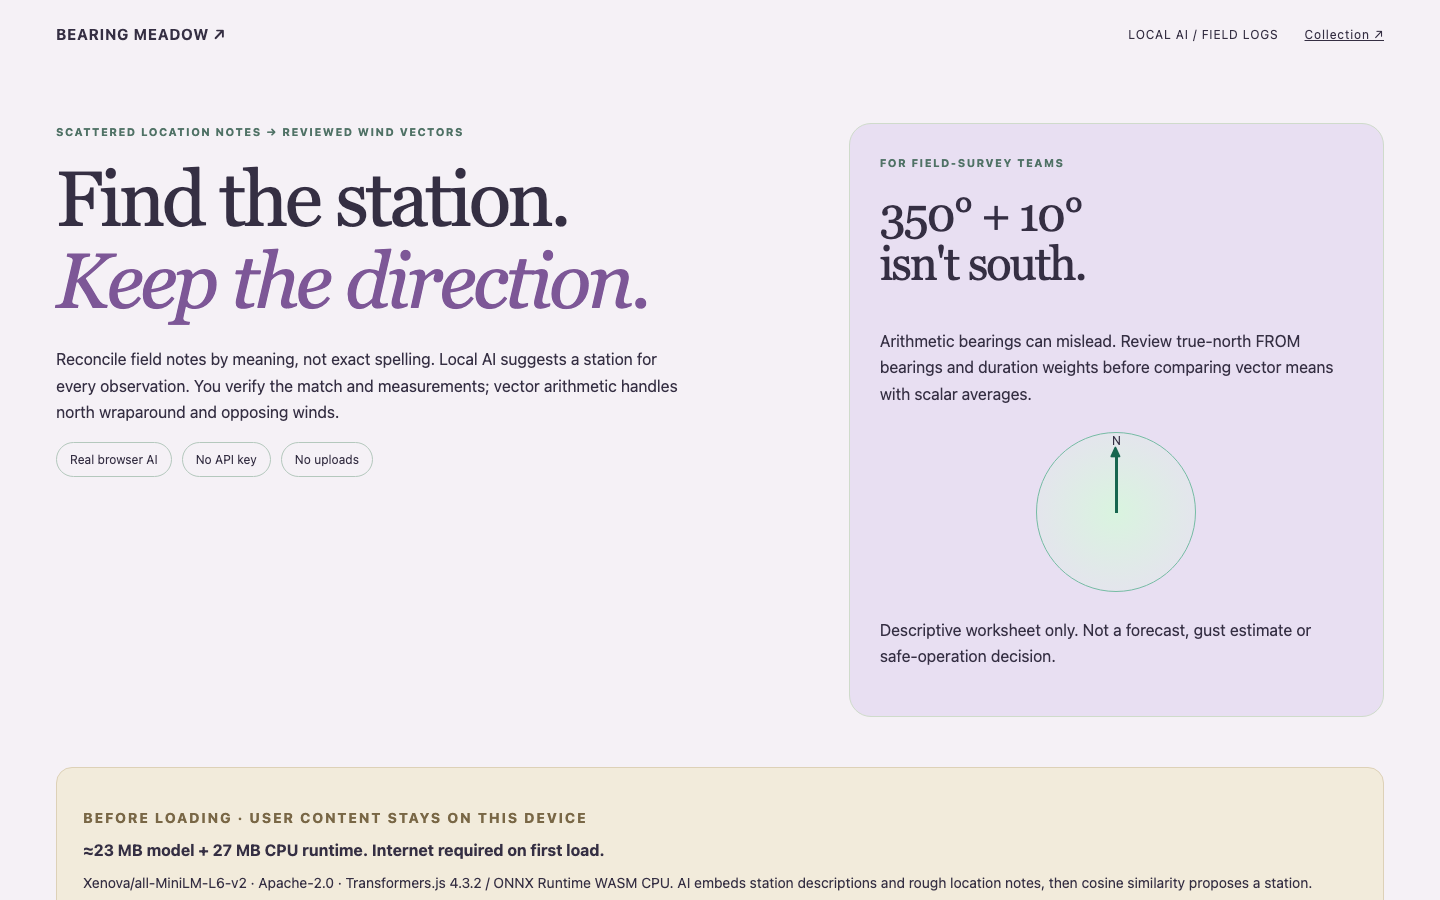 BEARING MEADOW ↗
LOCAL AI / FIELD LOGS
Collection ↗
SCATTERED LOCATION NOTES → REVIEWED WIND VECTORS
Find the station.
Keep the direction.
Reconcile field notes by meaning, not exact spelling. Local AI suggests a station for
every observation. You verify the match and measurements; vector arithmetic handles
north wraparound and opposing winds.
Real browser AI
No API key
No uploads
FOR FIELD-SURVEY TEAMS
350° + 10°
isn't south.
Arithmetic bearings can mislead. Review true-north FROM
bearings and duration weights before comparing vector means
with scalar averages.
N
Descriptive worksheet only. Not a forecast, gust estimate or
safe-operation decision.
BEFORE LOADING · USER CONTENT STAYS ON THIS DEVICE
≈23 MB model + 27 MB CPU runtime. Internet required on first load.
Xenova/all-MiniLM-L6-v2 · Apache-2.0 · Transformers.js 4.3.2 / ONNX Runtime WASM CPU. AI embeds station descriptions and rough location notes, then cosine similarity proposes a station.